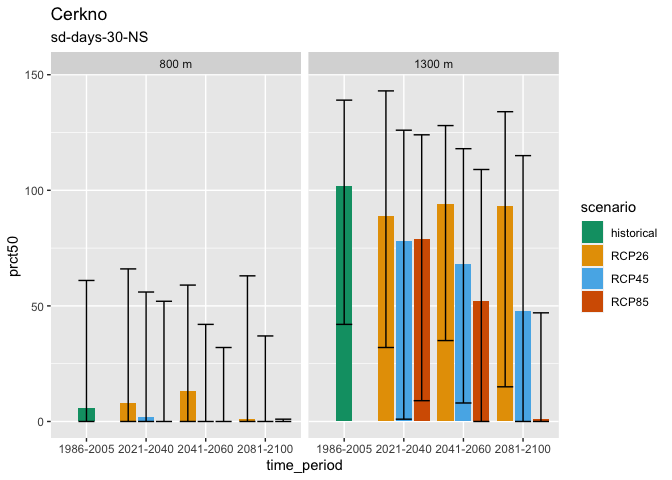 Cerkno
sd-days-30-NS
800 m
1300 m
150
100
50
0
prct50
1986-2005
2021-2040
2041-2060
2081-2100
1986-2005
2021-2040
2041-2060
2081-2100
time_period
scenario
historical
RCP26
RCP45
RCP85